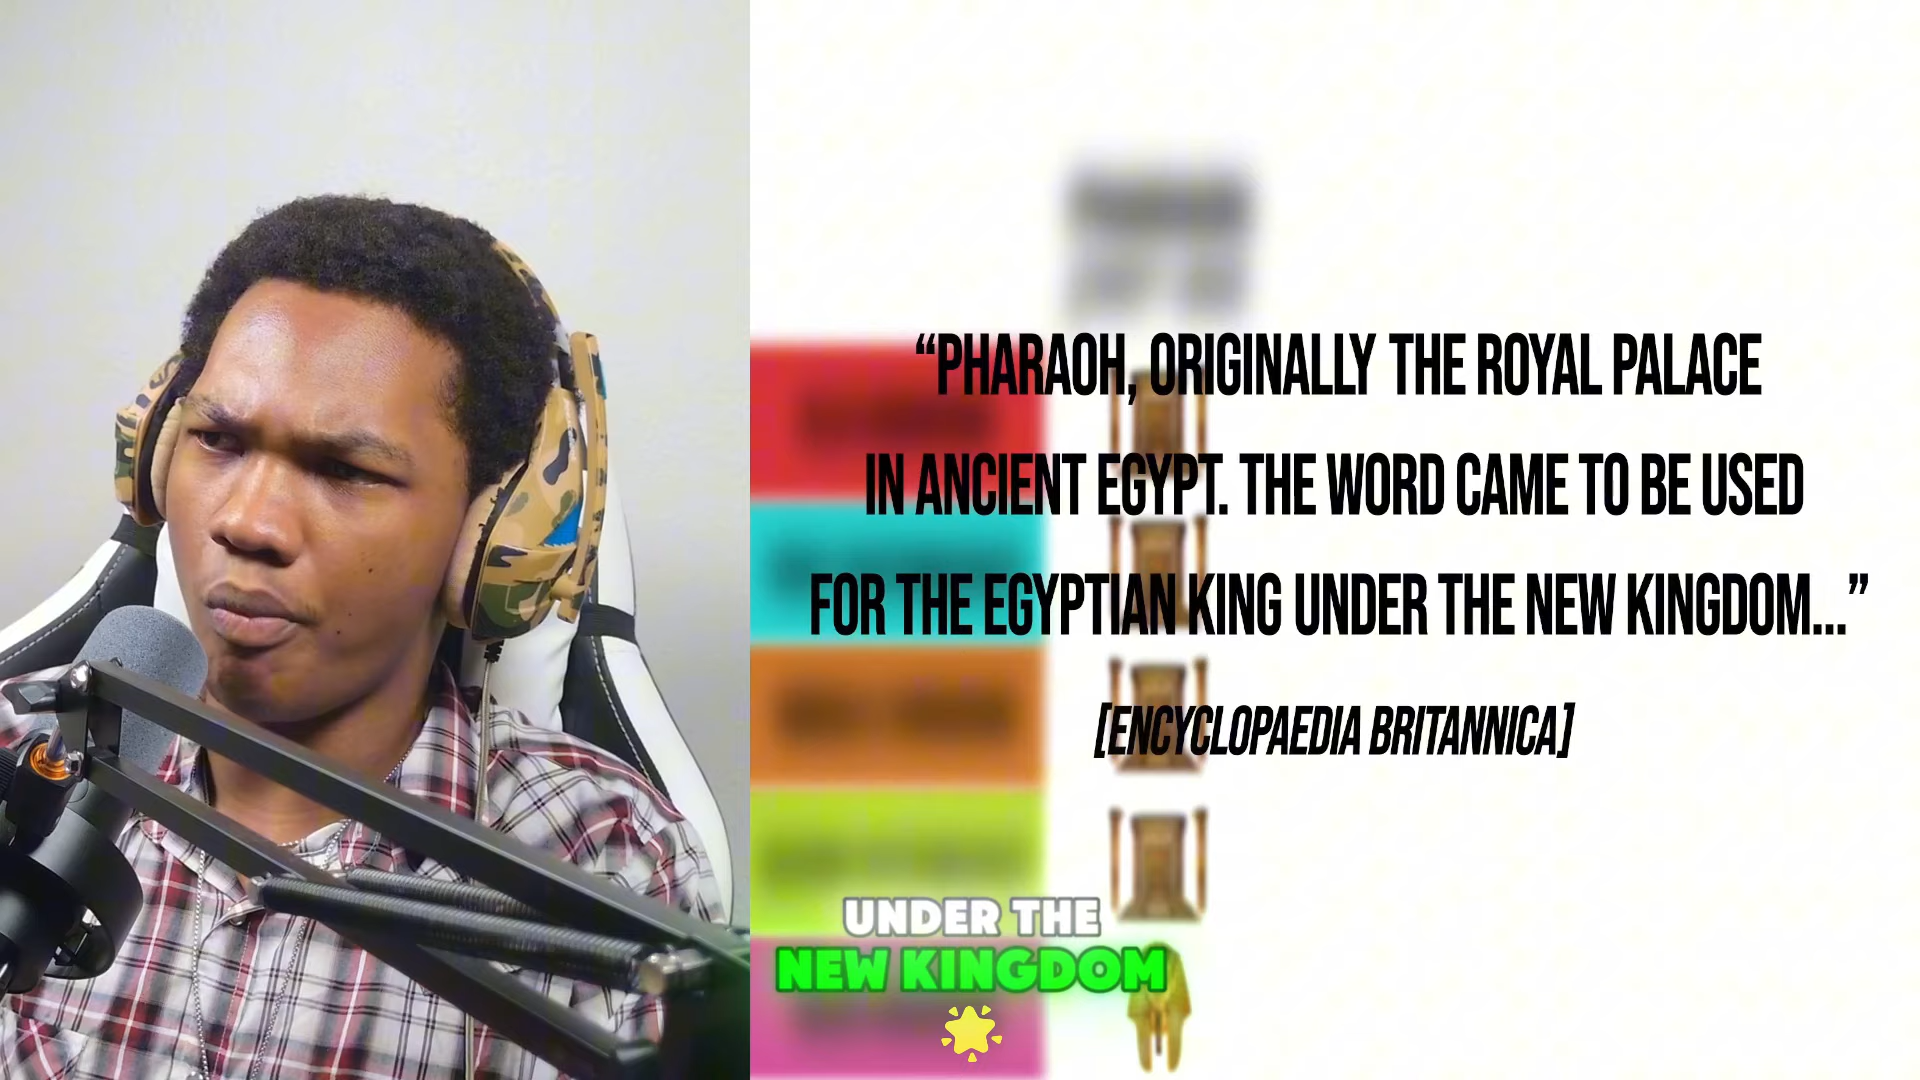 “PHARAOH, ORIGINALLY THE ROYAL PALACE
IN ANCIENT EGYPT. THE WORD CAME TO BE USED
FOR THE EGYPTIAN KING UNDER THE NEW KINGDOM...”
[ENCYCLOPAEDIA BRITANNICA]
UNDER THE
NEW KINGDOM